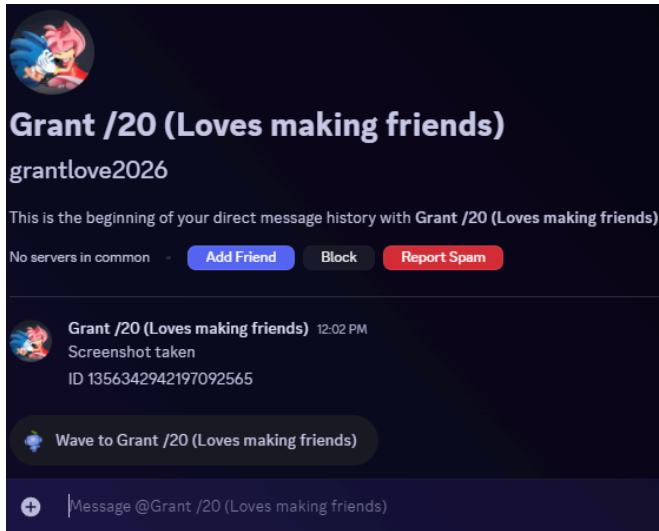 Grant /20 (Loves making friends)
grantlove2026
This is the beginning of your direct message history with Grant /20 (Loves making friends)
No servers in common • Add Friend Block Report Spam
Grant /20 (Loves making friends) 12:02 PM
Screenshot taken
ID 1356342942197092565
Wave to Grant /20 (Loves making friends)
Message @Grant /20 (Loves making friends)